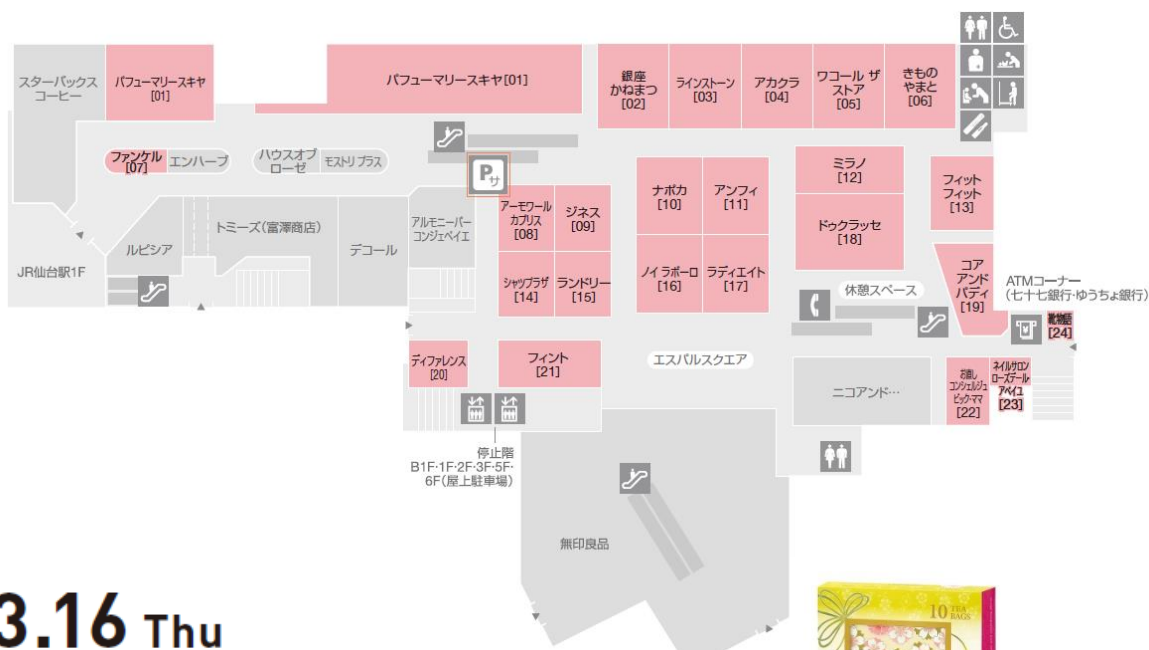 スターバックス
コーヒー
パフューマリースキヤ
[01]
パフューマリースキヤ[01]
銀座
かねまつ
[02]
ラインストーン
[03]
アカクラ
[04]
ワコール ザ
ストア
[05]
きもの
やまと
[06]
ファンケル
[07]
エンハーブ
ハウスオブ
ローゼ
モストリ プラス
Pサ
JR仙台駅1F
ルピシア
トミーズ(富澤商店)
デコール
アルモニーバー
コンジェペイエ
アーモワール
カプリス
[08]
ジネス
[09]
ナバカ
[10]
アンフィ
[11]
ミラノ
[12]
フィット
フィット
[13]
シャツプラザ
[14]
ランドリー
[15]
ノイ ラボーロ
[16]
ラディエイト
[17]
ドゥクラッセ
[18]
コア
アンド
バディ
[19]
休憩スペース
ATMコーナー
(七十七銀行・ゆうちょ銀行)
靴物語
[24]
ディファレンス
[20]
フィント
[21]
エスパルスクエア
ニコアンド…
お直し
コンシェルジュ
ビック・ママ
[22]
ネイルサロン
ローズデール
アベイユ
[23]
停止階
B1F・1F・2F・3F・5F・
6F(屋上駐車場)
無印良品
3.16 Thu
10 TEA
BAGS